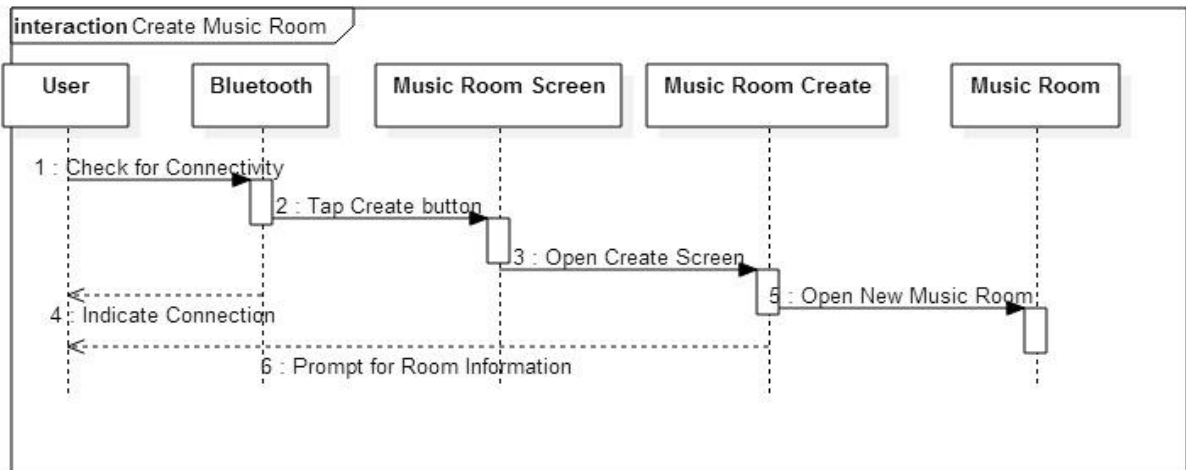 interaction Create Music Room
User
Bluetooth
Music Room Screen
Music Room Create
Music Room
1 : Check for Connectivity
2 : Tap Create button
3 : Open Create Screen
4 : Indicate Connection
5 : Open New Music Room
6 : Prompt for Room Information